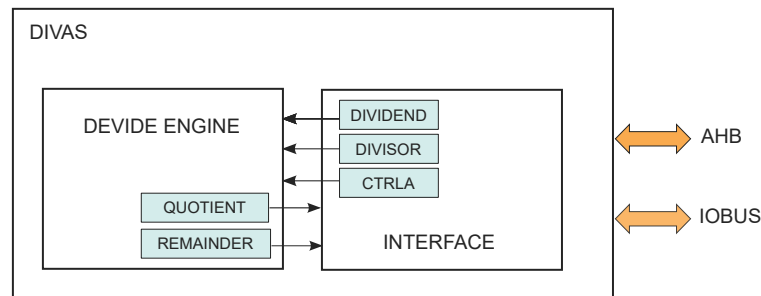 DIVAS
DEVIDE ENGINE
DIVIDEND
DIVISOR
CTRLA
QUOTIENT
REMAINDER
INTERFACE
AHB
IOBUS